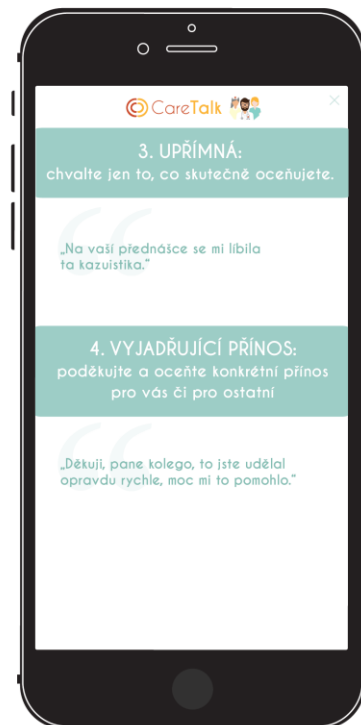 CareTalk
3. UPŘÍMNÁ:
chvalte jen to, co skutečně oceňujete.
„Na vaší přednášce se mi líbila
ta kazuistika.“
4. VYJADŘUJÍCÍ PŘÍNOS:
poděkujte a oceňte konkrétní přínos
pro vás či pro ostatní
„Děkuji, pane kolego, to jste udělal
opravdu rychle, moc mi to pomohlo.“